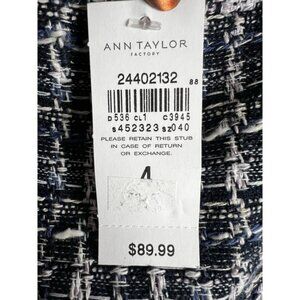 ANN TAYLOR
FACTORY
24402132 88
D536 CL1 C3945
S452323 SZ040
PLEASE RETAIN THIS STUB
IN CASE OF RETURN
OR EXCHANGE.
4
$89.99